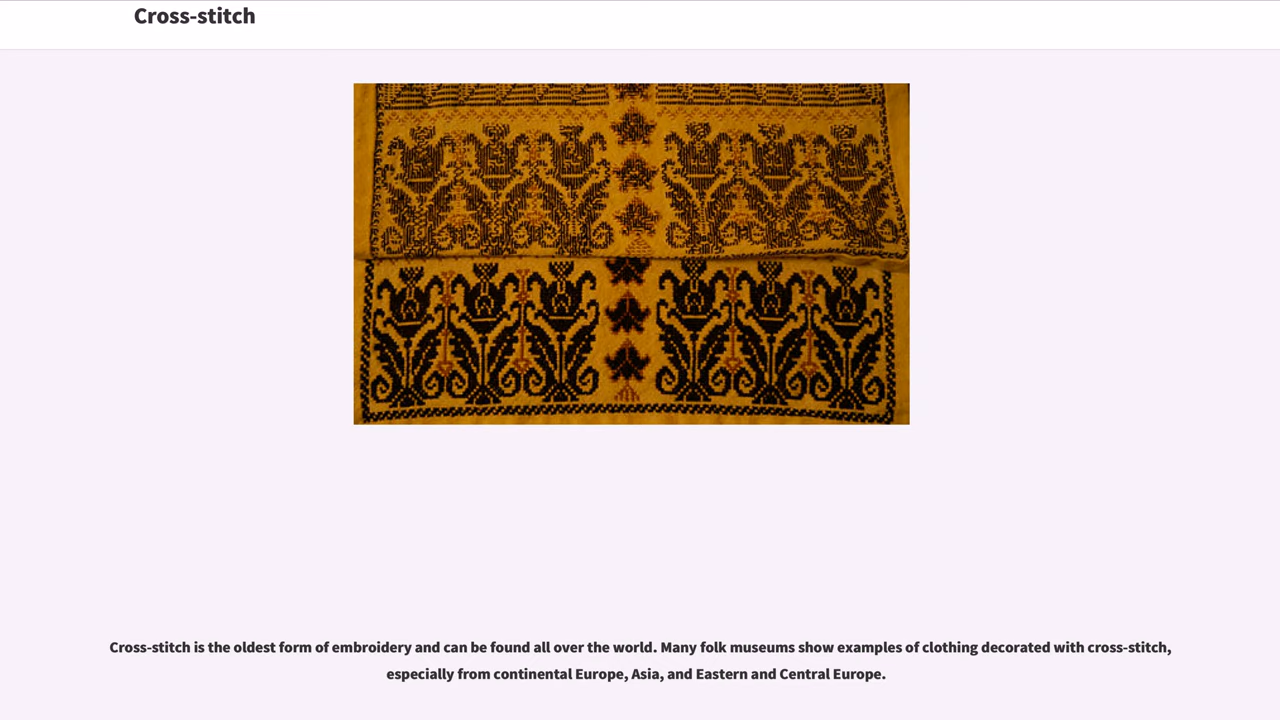 Cross-stitch
Cross-stitch is the oldest form of embroidery and can be found all over the world. Many folk museums show examples of clothing decorated with cross-stitch,
especially from continental Europe, Asia, and Eastern and Central Europe.